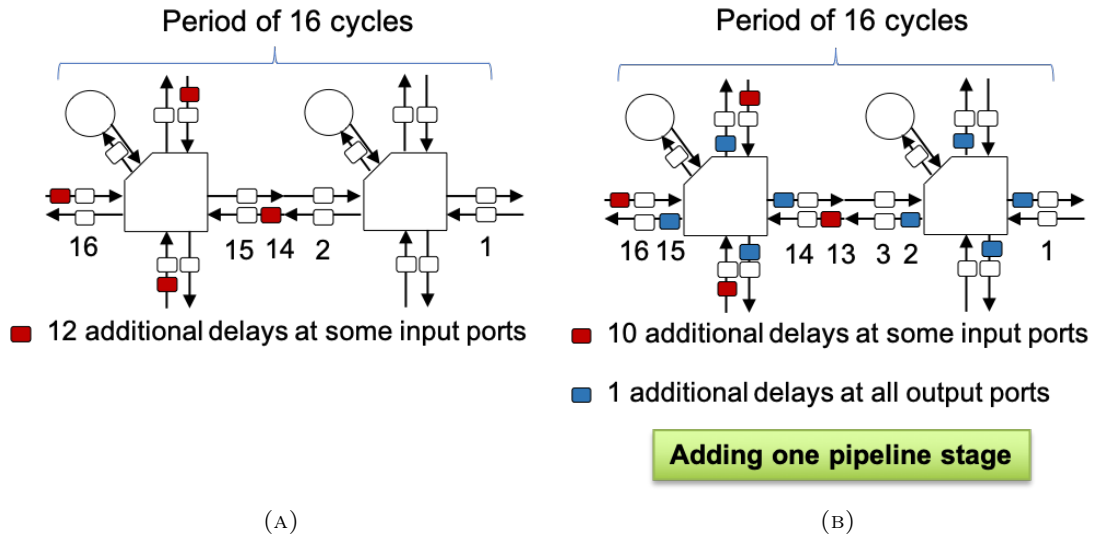 Period of 16 cycles
16 15 14 2 1
12 additional delays at some input ports
(A)
Period of 16 cycles
16 15 14 13 3 2 1
10 additional delays at some input ports
1 additional delays at all output ports
Adding one pipeline stage
(B)